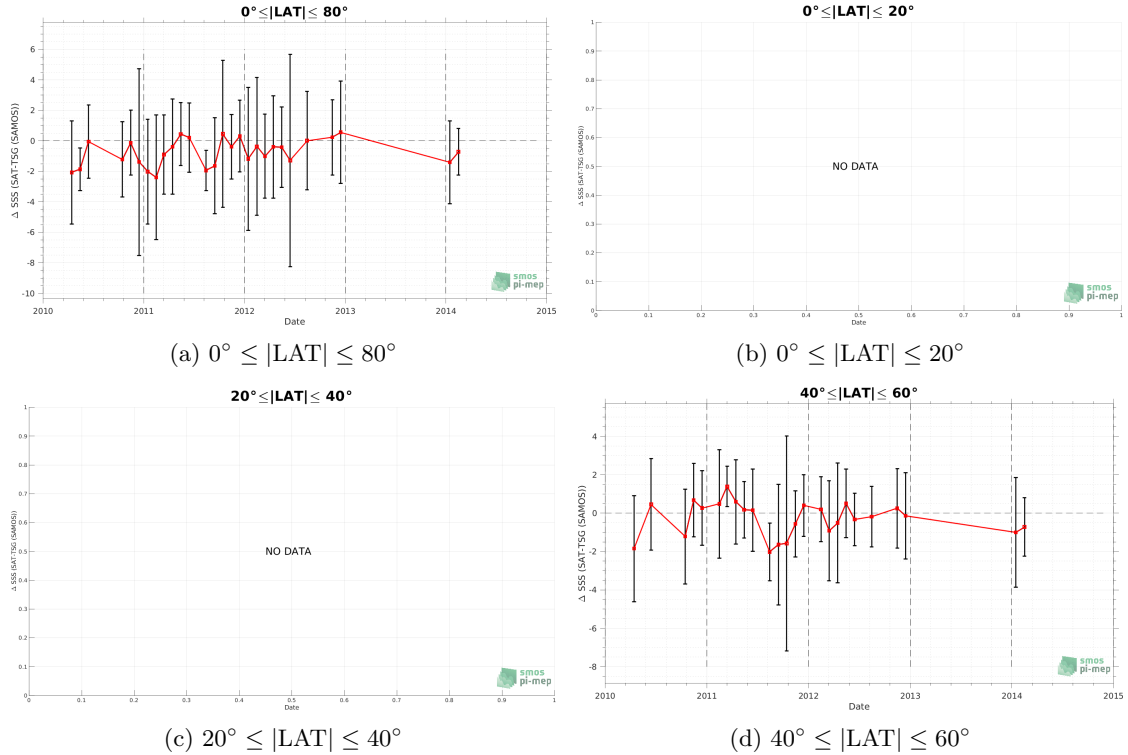 0°≤|LAT|≤ 80°
Δ SSS (SAT-TSG (SAMOS))
6
4
2
0
-2
-4
-6
-8
-10
2010 2011 2012 2013 2014 2015
Date
smos
pi-mep
(a) 0° ≤ |LAT| ≤ 80°
0°≤|LAT|≤ 20°
Δ SSS (SAT-TSG (SAMOS))
1
0.9
0.8
0.7
0.6
0.5
0.4
0.3
0.2
0.1
0
NO DATA
0 0.1 0.2 0.3 0.4 0.5 0.6 0.7 0.8 0.9 1
Date
smos
pi-mep
(b) 0° ≤ |LAT| ≤ 20°
20°≤|LAT|≤ 40°
Δ SSS (SAT-TSG (SAMOS))
1
0.9
0.8
0.7
0.6
0.5
0.4
0.3
0.2
0.1
0
NO DATA
0 0.1 0.2 0.3 0.4 0.5 0.6 0.7 0.8 0.9 1
Date
smos
pi-mep
(c) 20° ≤ |LAT| ≤ 40°
40°≤|LAT|≤ 60°
Δ SSS (SAT-TSG (SAMOS))
4
2
0
-2
-4
-6
-8
2010 2011 2012 2013 2014 2015
Date
smos
pi-mep
(d) 40° ≤ |LAT| ≤ 60°